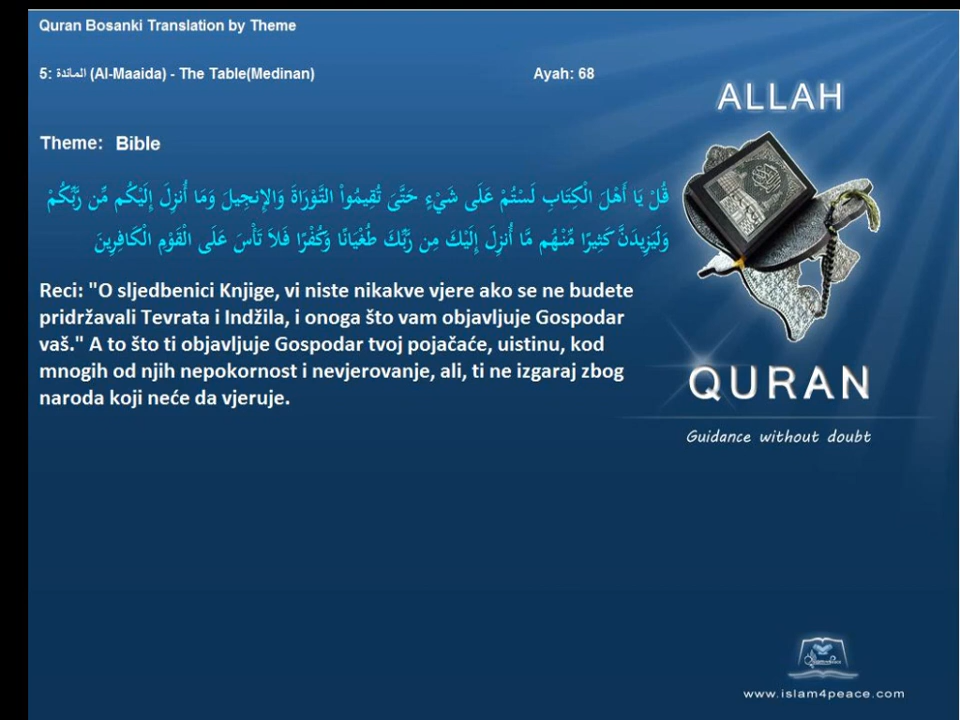 Quran Bosanki Translation by Theme
5: المائدة (Al-Maaida) - The Table(Medinan) Ayah: 68
Theme: Bible
قُلْ يَا أَهْلَ الْكِتَابِ لَسْتُمْ عَلَى شَيْءٍ حَتَّىَ تُقِيمُواْ التَّوْرَاةَ وَالإِنجِيلَ وَمَا أُنزِلَ إِلَيْكُم مِّن رَّبِّكُمْ
وَلَيَزِيدَنَّ كَثِيرًا مِّنْهُم مَّا أُنزِلَ إِلَيْكَ مِن رَّبِّكَ طُغْيَانًا وَكُفْرًا فَلاَ تَأْسَ عَلَى الْقَوْمِ الْكَافِرِينَ
Reci: "O sljedbenici Knjige, vi niste nikakve vjere ako se ne budete
pridržavali Tevrata i Indžila, i onoga što vam objavljuje Gospodar
vaš." A to što ti objavljuje Gospodar tvoj pojačaće, uistinu, kod
mnogih od njih nepokornost i nevjerovanje, ali, ti ne izgaraj zbog
naroda koji neće da vjeruje.
ALLAH
QURAN
Guidance without doubt
www.islam4peace.com